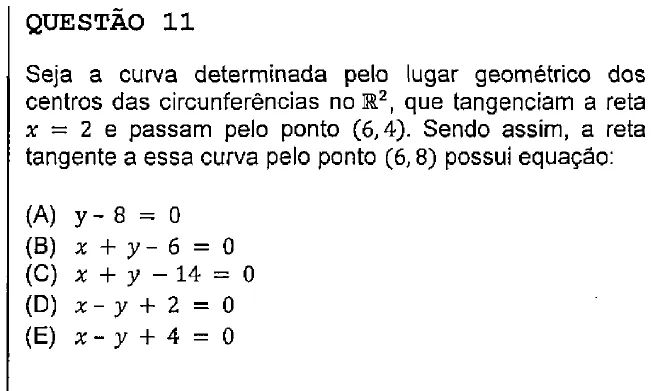 QUESTÃO 11
Seja a curva determinada pelo lugar geométrico dos
centros das circunferências no ℝ², que tangenciam a reta
x = 2 e passam pelo ponto (6,4). Sendo assim, a reta
tangente a essa curva pelo ponto (6,8) possui equação:
(A) y - 8 = 0
(B) x + y - 6 = 0
(C) x + y - 14 = 0
(D) x - y + 2 = 0
(E) x - y + 4 = 0